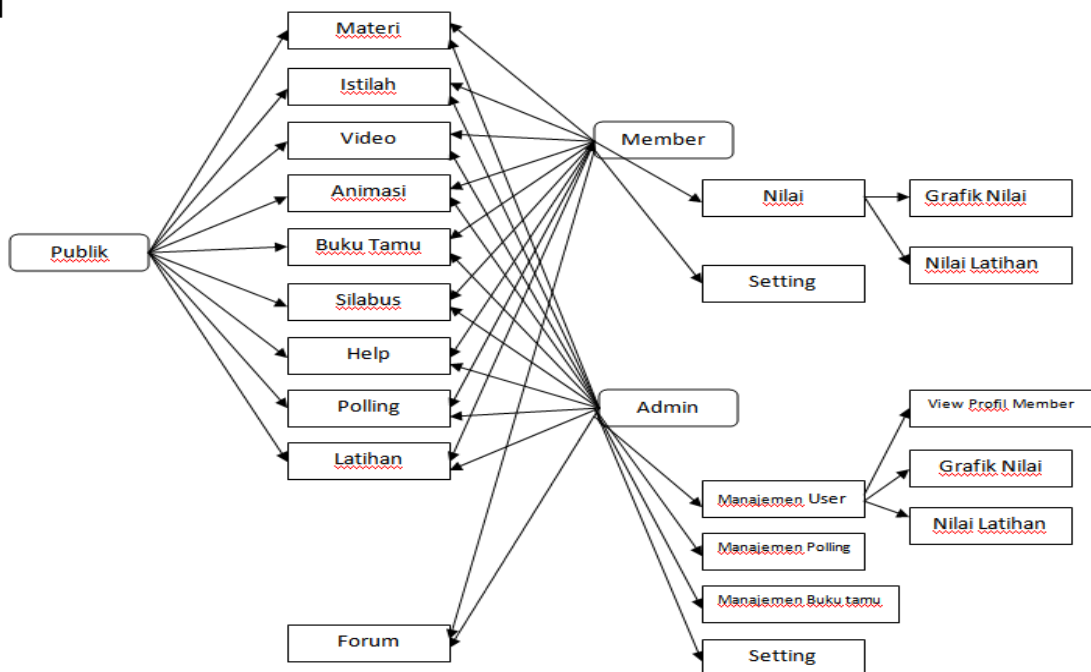 Materi
Istilah
Video
Animasi
Buku Tamu
Silabus
Help
Polling
Latihan
Forum
Publik
Member
Nilai
Grafik Nilai
Nilai Latihan
Setting
Admin
Manajemen User
View Profil Member
Grafik Nilai
Nilai Latihan
Manajemen Polling
Manajemen Buku tamu
Setting